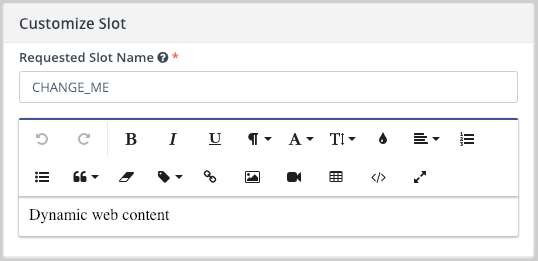 Customize Slot
Requested Slot Name ? *
CHANGE_ME
B I U ¶ A T
Dynamic web content